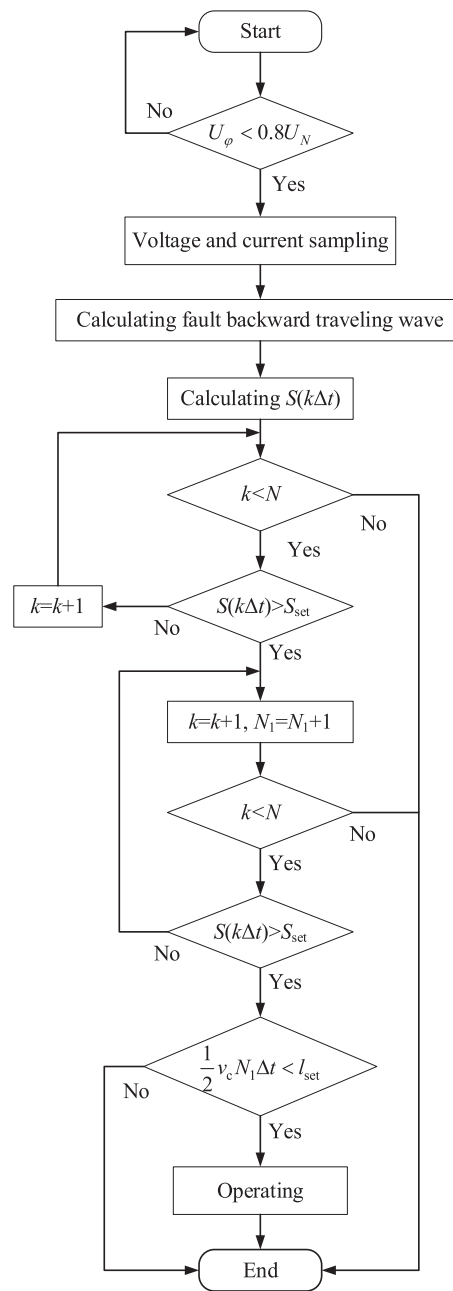 Start
No
U_φ < 0.8U_N
Yes
Voltage and current sampling
Calculating fault backward traveling wave
Calculating S(kΔt)
k<N
No
Yes
k=k+1
No
S(kΔt)>S_set
Yes
k=k+1, N_1=N_1+1
k<N
No
Yes
S(kΔt)>S_set
No
Yes
1/2 v_c N_1 Δt < l_set
No
Yes
Operating
End